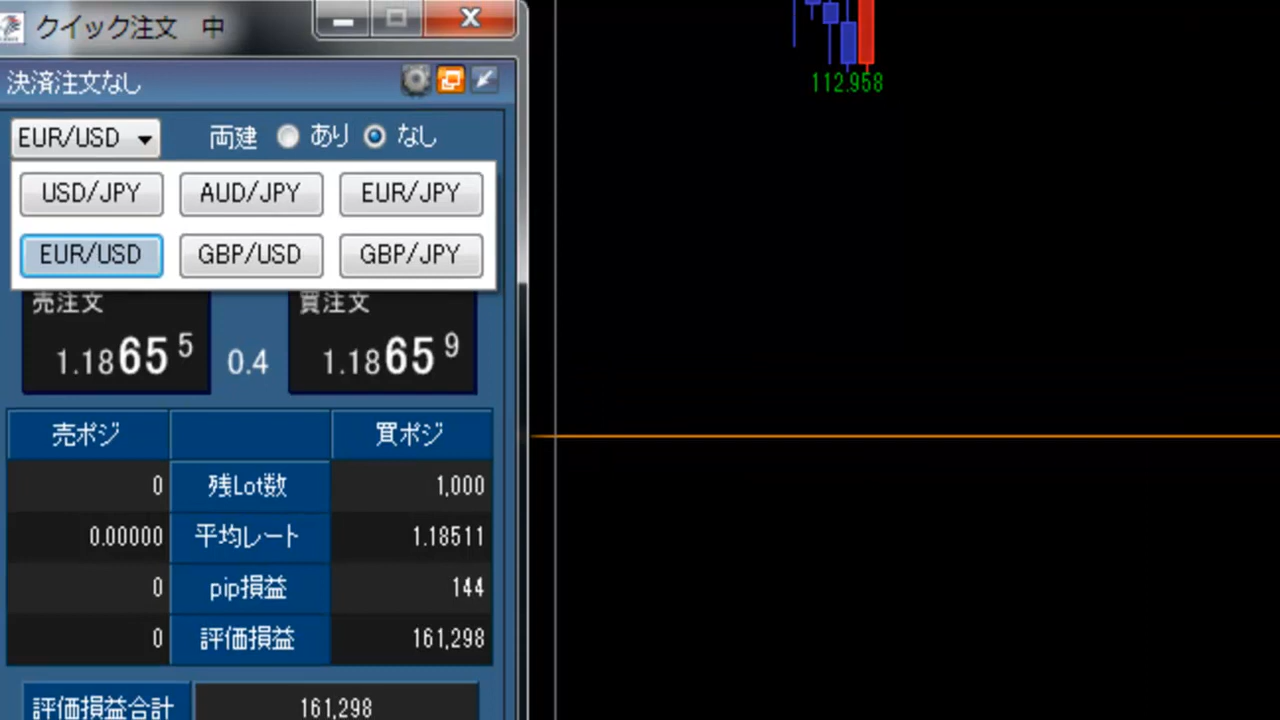 クイック注文 中
112.958
決済注文なし
EUR/USD 両建 あり なし
USD/JPY AUD/JPY EUR/JPY
EUR/USD GBP/USD GBP/JPY
売注文 買注文
1.18655 0.4 1.18659
売ポジ 買ポジ
0 残Lot数 1,000
0.00000 平均レート 1.18511
0 pip損益 144
0 評価損益 161,298
評価損益合計 161,298